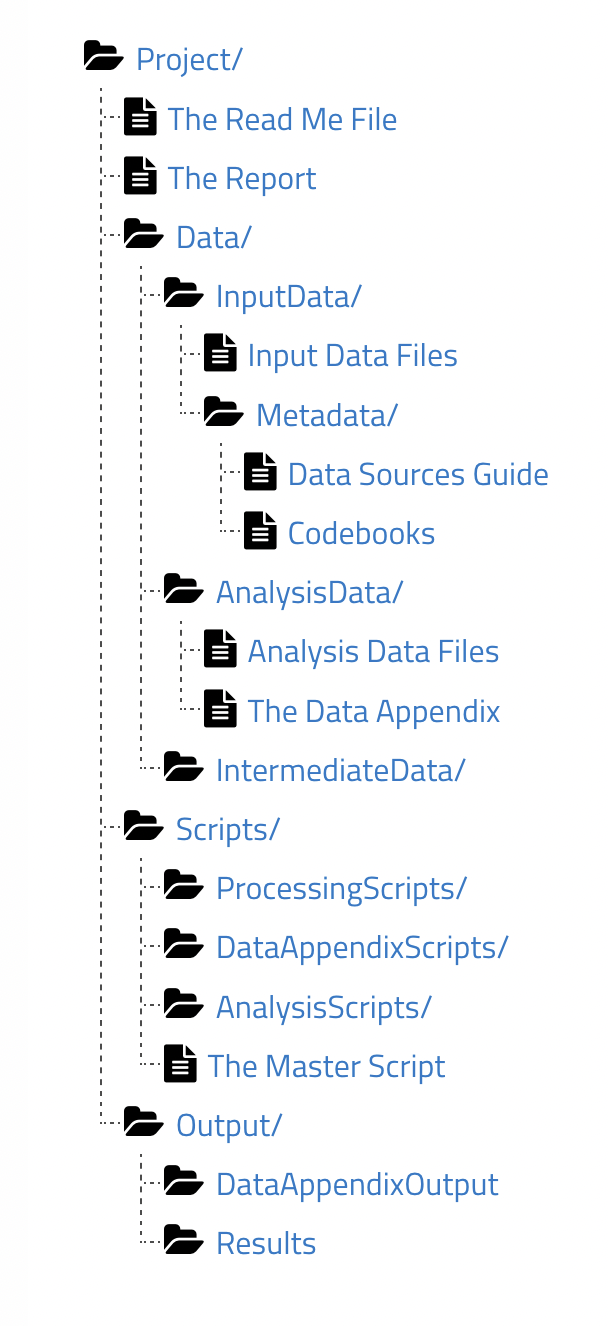 Project/
The Read Me File
The Report
Data/
InputData/
Input Data Files
Metadata/
Data Sources Guide
Codebooks
AnalysisData/
Analysis Data Files
The Data Appendix
IntermediateData/
Scripts/
ProcessingScripts/
DataAppendixScripts/
AnalysisScripts/
The Master Script
Output/
DataAppendixOutput
Results